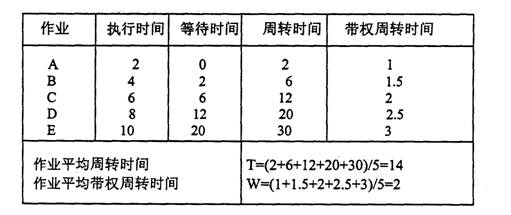 作业 执行时间 等待时间 周转时间 带权周转时间
A 2 0 2 1
B 4 2 6 1.5
C 6 6 12 2
D 8 12 20 2.5
E 10 20 30 3
作业平均周转时间 T=(2+6+12+20+30)/5=14
作业平均带权周转时间 W=(1+1.5+2+2.5+3)/5=2